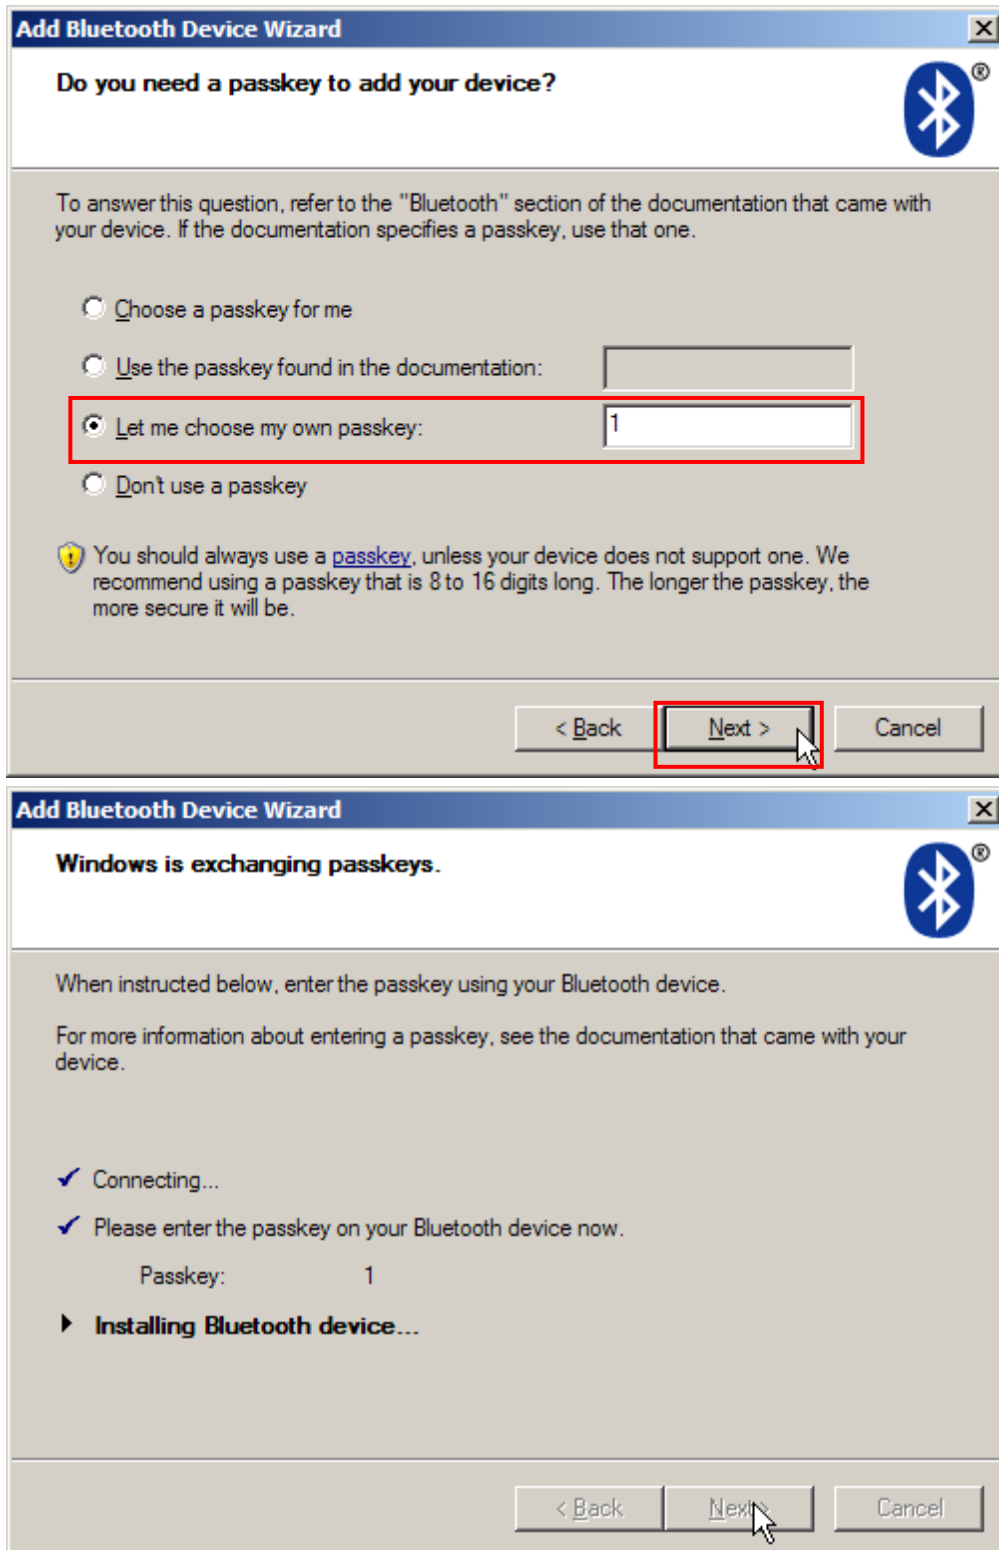 Add Bluetooth Device Wizard
Do you need a passkey to add your device?
®
To answer this question, refer to the "Bluetooth" section of the documentation that came with
your device. If the documentation specifies a passkey, use that one.
Choose a passkey for me
Use the passkey found in the documentation:
Let me choose my own passkey: 1
Don't use a passkey
You should always use a passkey, unless your device does not support one. We
recommend using a passkey that is 8 to 16 digits long. The longer the passkey, the
more secure it will be.
< Back Next > Cancel
Add Bluetooth Device Wizard
Windows is exchanging passkeys.
®
When instructed below, enter the passkey using your Bluetooth device.
For more information about entering a passkey, see the documentation that came with your
device.
Connecting...
Please enter the passkey on your Bluetooth device now.
Passkey: 1
Installing Bluetooth device...
< Back Next > Cancel